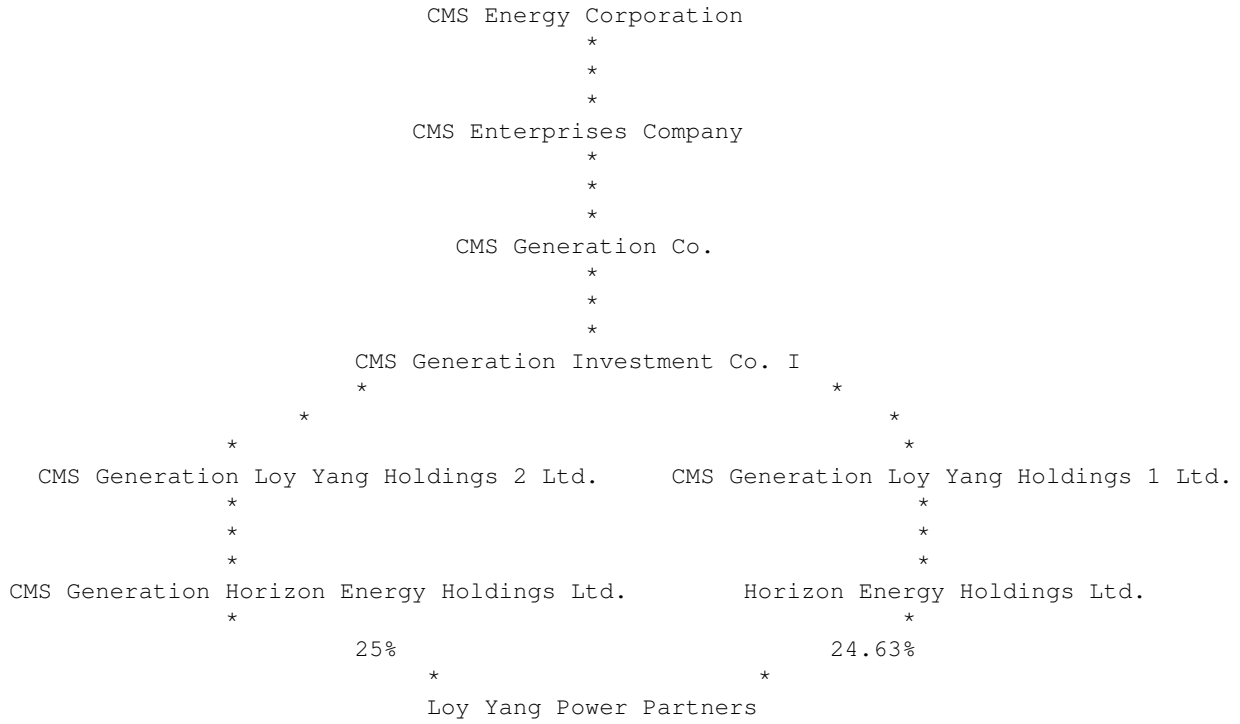 CMS Energy Corporation
*
*
*
CMS Enterprises Company
*
*
*
CMS Generation Co.
*
*
*
CMS Generation Investment Co. I
* *
* *
* *
CMS Generation Loy Yang Holdings 2 Ltd. CMS Generation Loy Yang Holdings 1 Ltd.
* *
* *
* *
CMS Generation Horizon Energy Holdings Ltd. Horizon Energy Holdings Ltd.
* *
25% 24.63%
* *
Loy Yang Power Partners